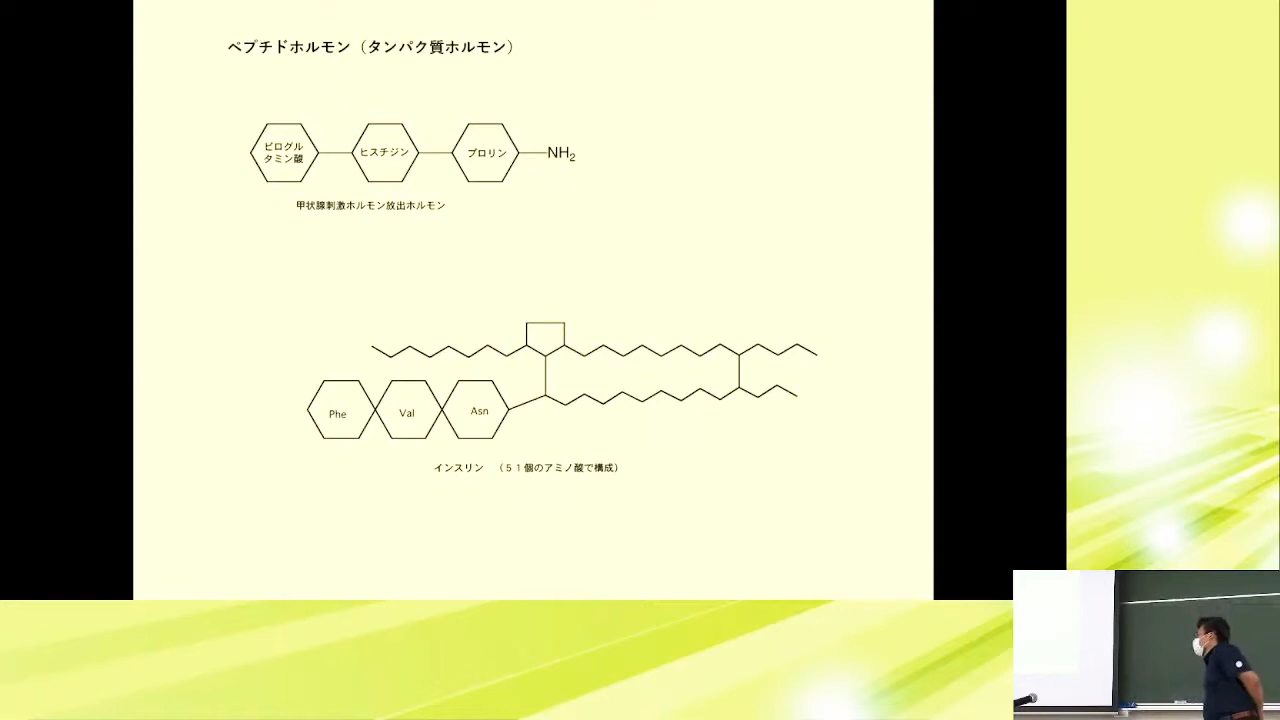 ペプチドホルモン（タンパク質ホルモン）
ピログル
タミン酸
ヒスチジン
プロリン
NH2
甲状腺刺激ホルモン放出ホルモン
Phe
Val
Asn
インスリン　（５１個のアミノ酸で構成）